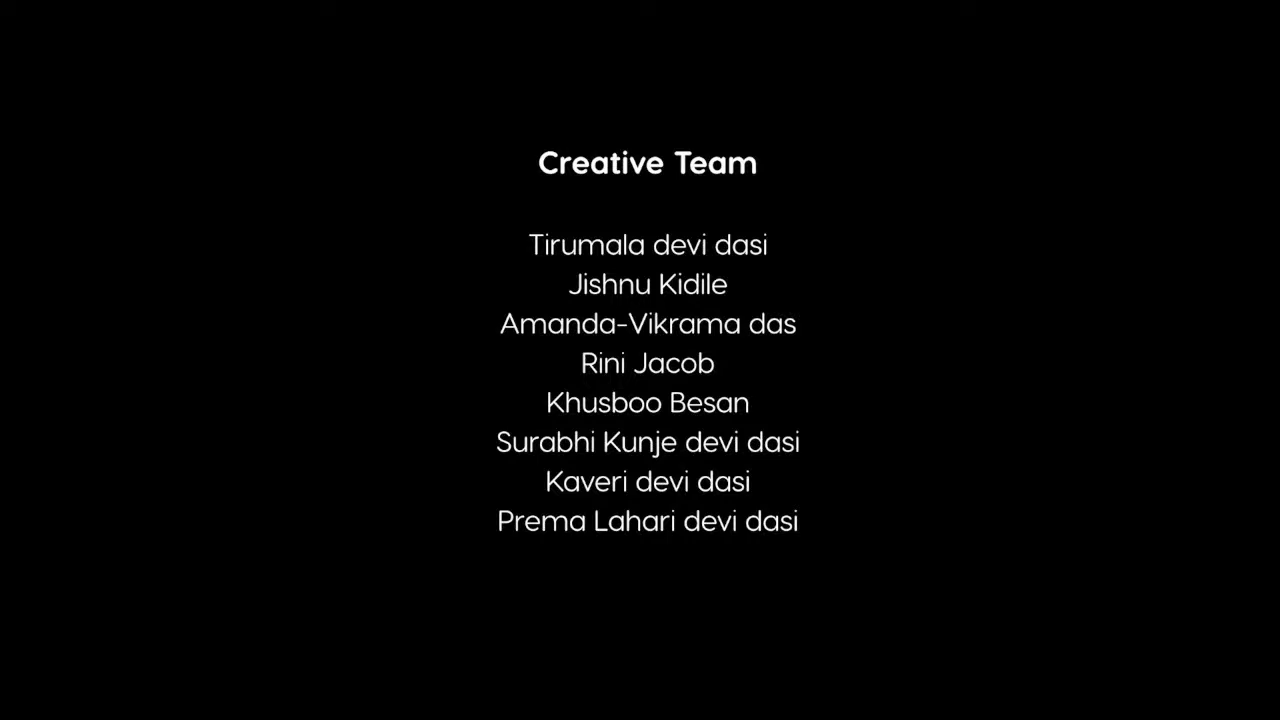 Creative Team
Tirumala devi dasi
Jishnu Kidile
Amanda-Vikrama das
Rini Jacob
Khusboo Besan
Surabhi Kunje devi dasi
Kaveri devi dasi
Prema Lahari devi dasi